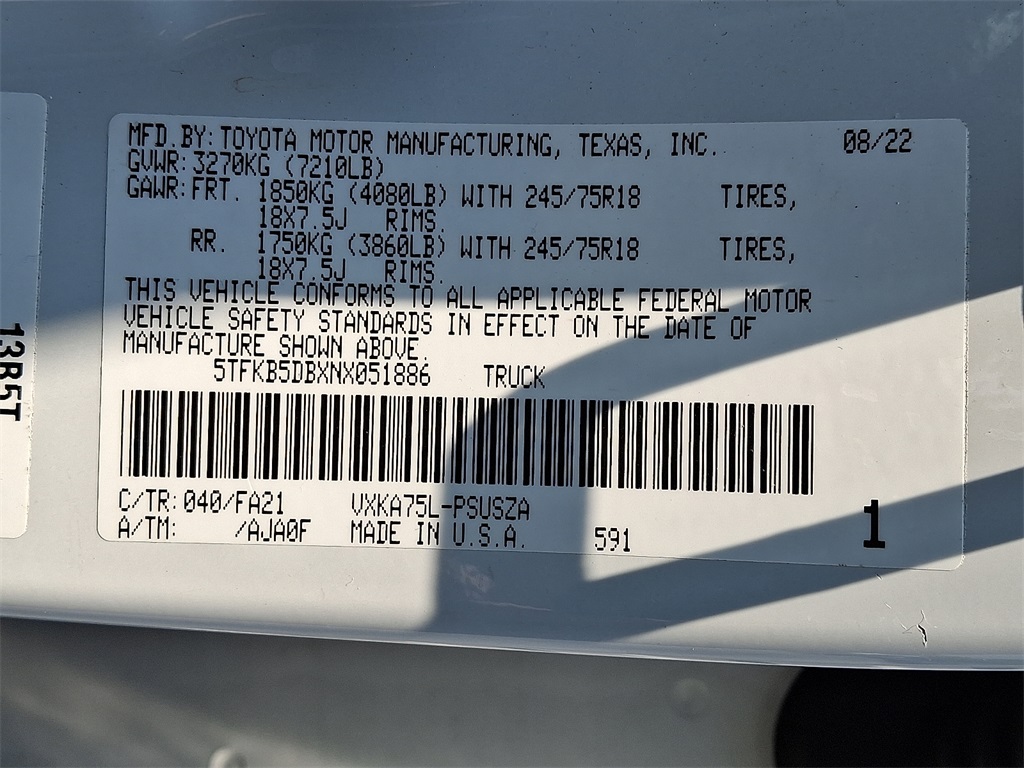 MFD.BY:TOYOTA MOTOR MANUFACTURING, TEXAS, INC. 08/22
GVWR:3270KG (7210LB)
GAWR:FRT. 1850KG (4080LB) WITH 245/75R18 TIRES,
18X7.5J RIMS.
RR. 1750KG (3860LB) WITH 245/75R18 TIRES,
18X7.5J RIMS.
THIS VEHICLE CONFORMS TO ALL APPLICABLE FEDERAL MOTOR
VEHICLE SAFETY STANDARDS IN EFFECT ON THE DATE OF
MANUFACTURE SHOWN ABOVE.
5TFKB5DBXNX051886 TRUCK
C/TR:040/FA21 VXKA75L-PSUSZA
A/TM: /AJA0F MADE IN U.S.A. 591
1
13B5T